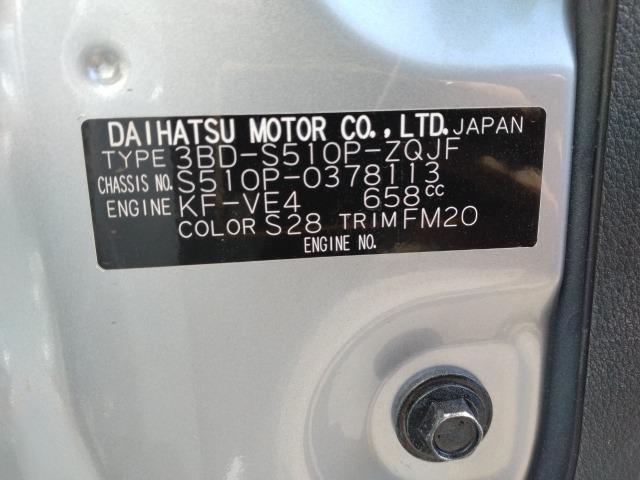 DAIHATSU MOTOR CO.,LTD. JAPAN
TYPE 3BD-S510P-ZQJF
CHASSIS NO. S510P-0378113
ENGINE KF-VE4 658cc
COLOR S28 TRIM FM20
ENGINE NO.